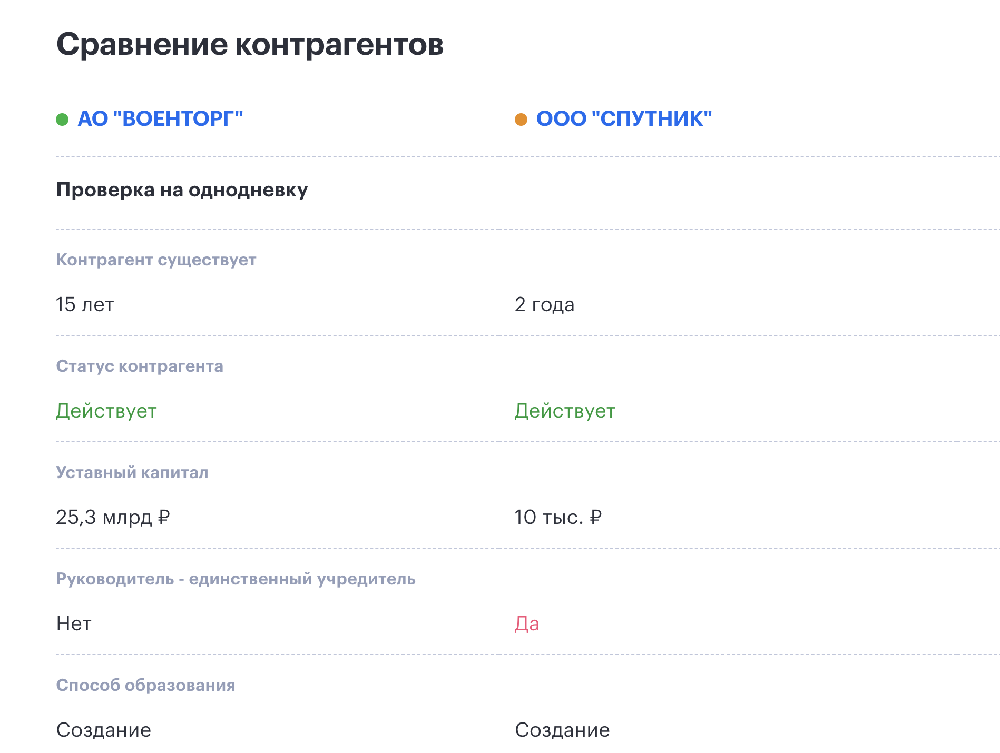 Сравнение контрагентов
АО "ВОЕНТОРГ" ООО "СПУТНИК"
Проверка на однодневку
Контрагент существует
15 лет 2 года
Статус контрагента
Действует Действует
Уставный капитал
25,3 млрд ₽ 10 тыс. ₽
Руководитель - единственный учредитель
Нет Да
Способ образования
Создание Создание